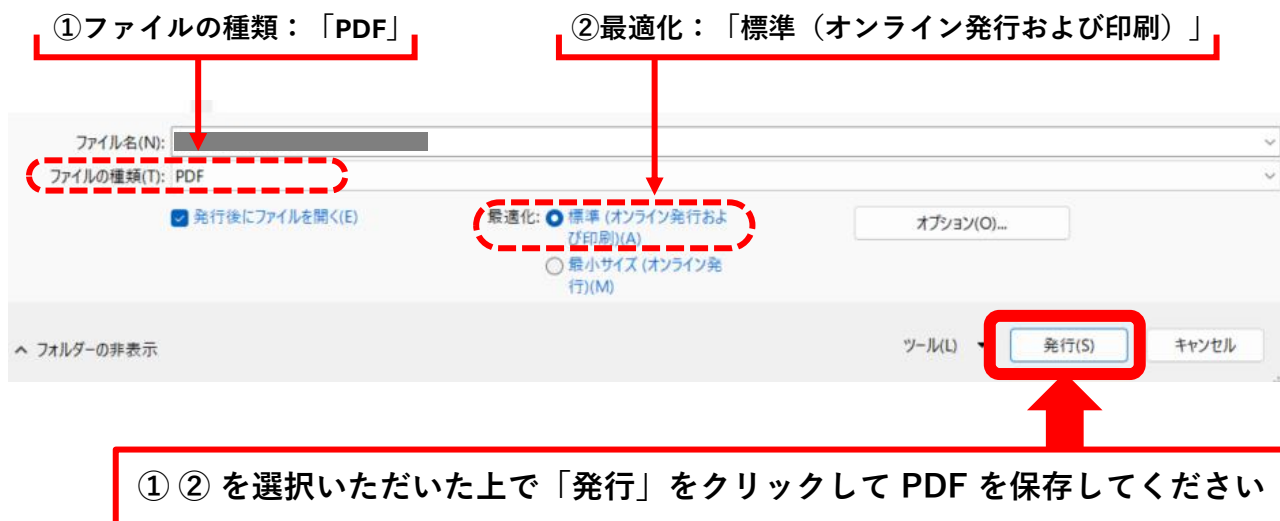 ①ファイルの種類：「PDF」
②最適化：「標準（オンライン発行および印刷）」
ファイル名(N):
ファイルの種類(T): PDF
発行後にファイルを開く(E)
最適化: 標準 (オンライン発行およ
び印刷)(A)
最小サイズ (オンライン発
行)(M)
オプション(O)...
フォルダーの非表示
ツール(L)
発行(S)
キャンセル
① ② を選択いただいた上で「発行」をクリックして PDF を保存してください